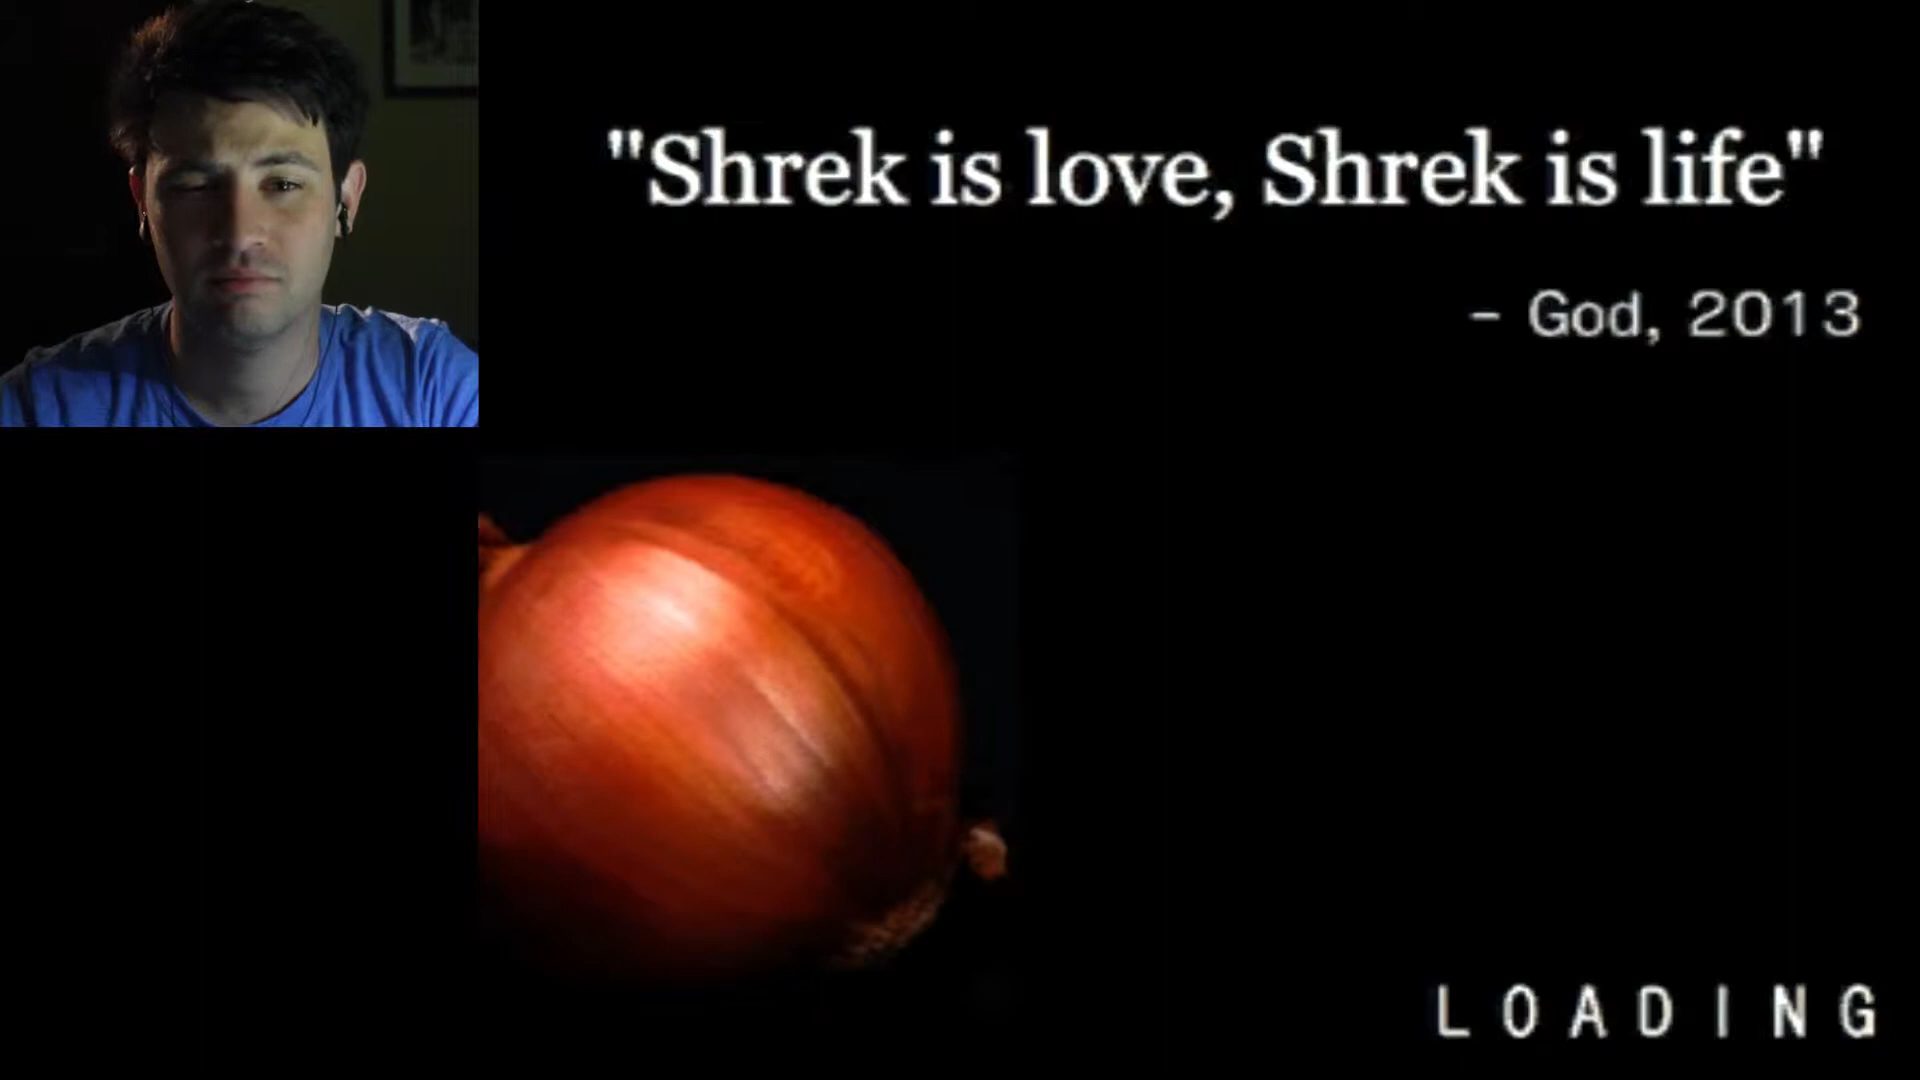 "Shrek is love, Shrek is life"
- God, 2013
LOADING